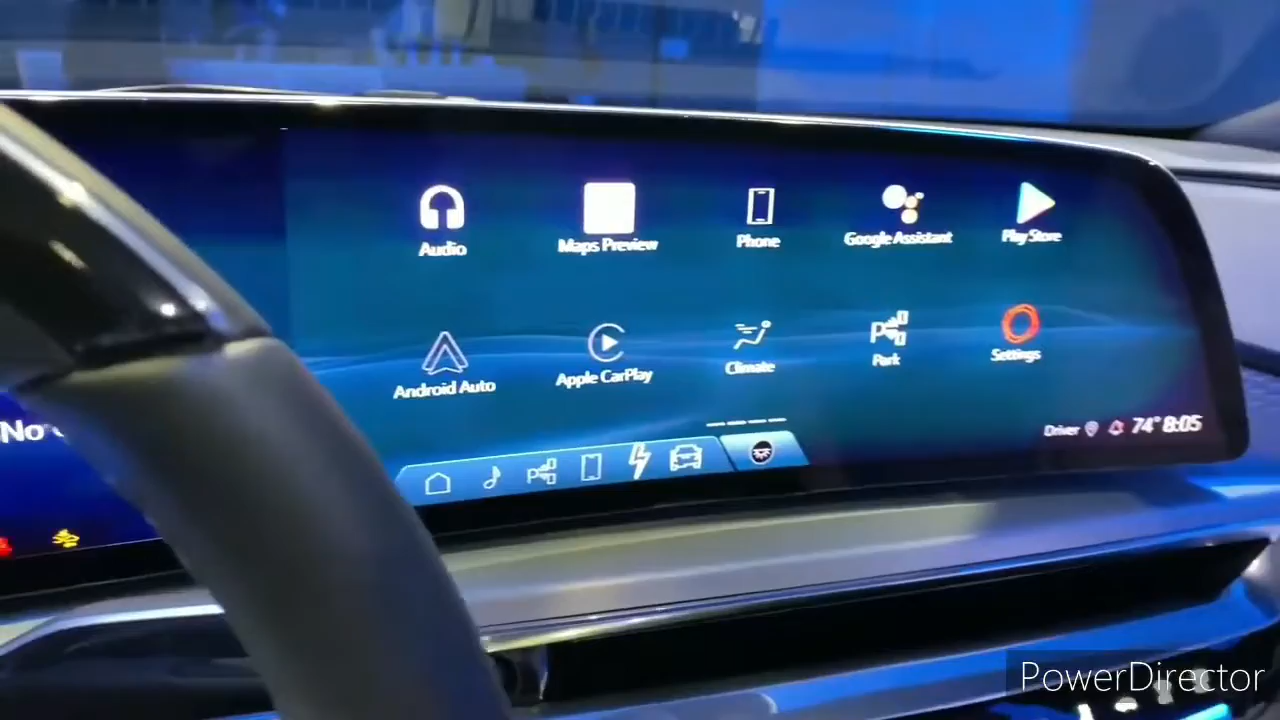 Audio
Maps Preview
Phone
Google Assistant
Play Store
Android Auto
Apple CarPlay
Climate
Park
Settings
No
Driver 74° 8:05
PowerDirector